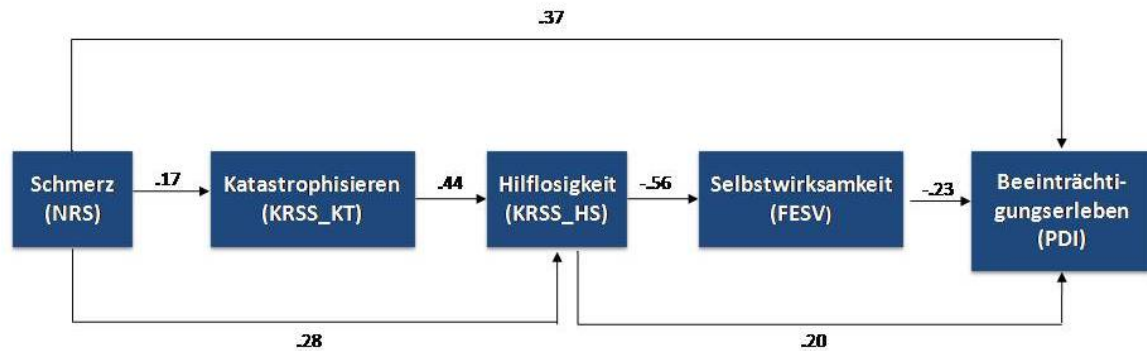 .37
Schmerz
(NRS)
.17
Katastrophisieren
(KRSS_KT)
.44
Hilflosigkeit
(KRSS_HS)
-.56
Selbstwirksamkeit
(FESV)
-.23
Beeinträchti-
gungserleben
(PDI)
.28
.20